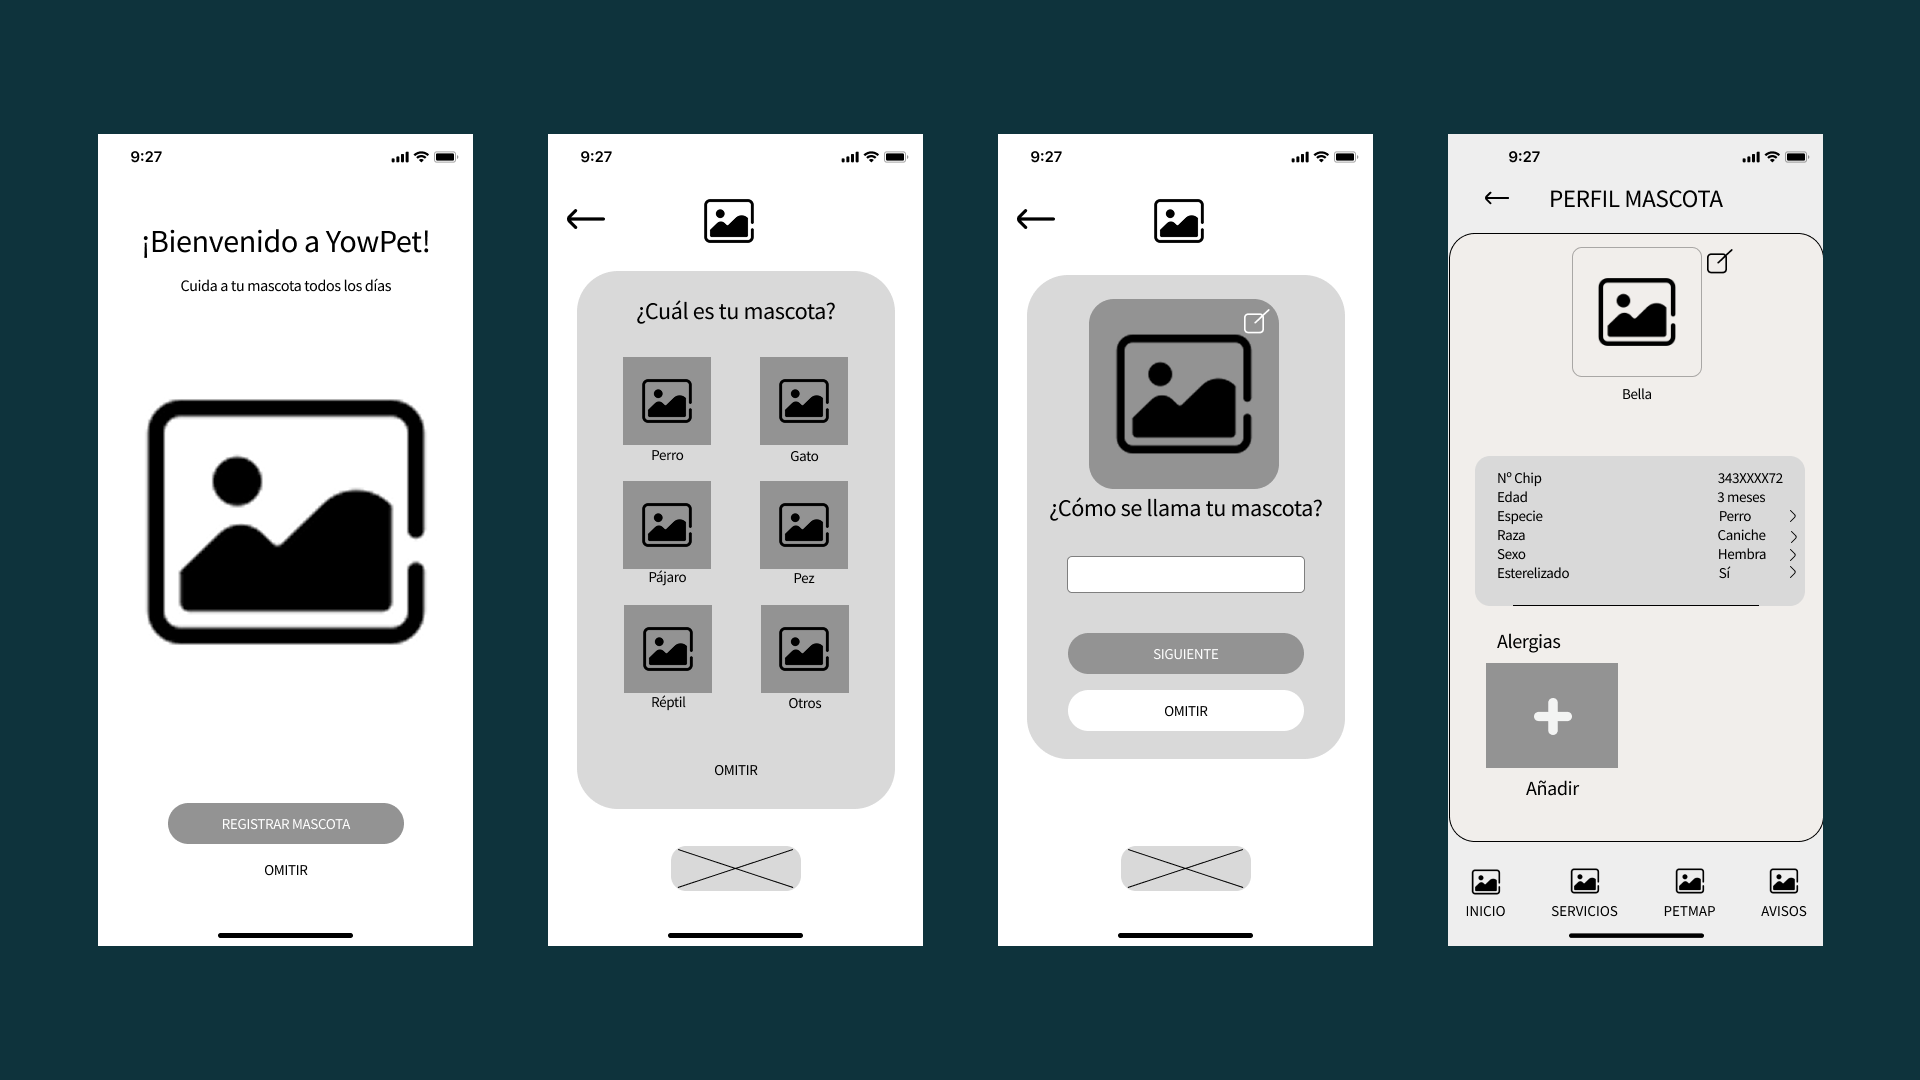 9:27
¡Bienvenido a YowPet!
Cuida a tu mascota todos los días
REGISTRAR MASCOTA
OMITIR
9:27
¿Cuál es tu mascota?
Perro
Gato
Pájaro
Pez
Réptil
Otros
OMITIR
9:27
¿Cómo se llama tu mascota?
SIGUIENTE
OMITIR
9:27
PERFIL MASCOTA
Bella
Nº Chip 343XXXX72
Edad 3 meses
Especie Perro
Raza Caniche
Sexo Hembra
Esterelizado Sí
Alergias
Añadir
INICIO SERVICIOS PETMAP AVISOS